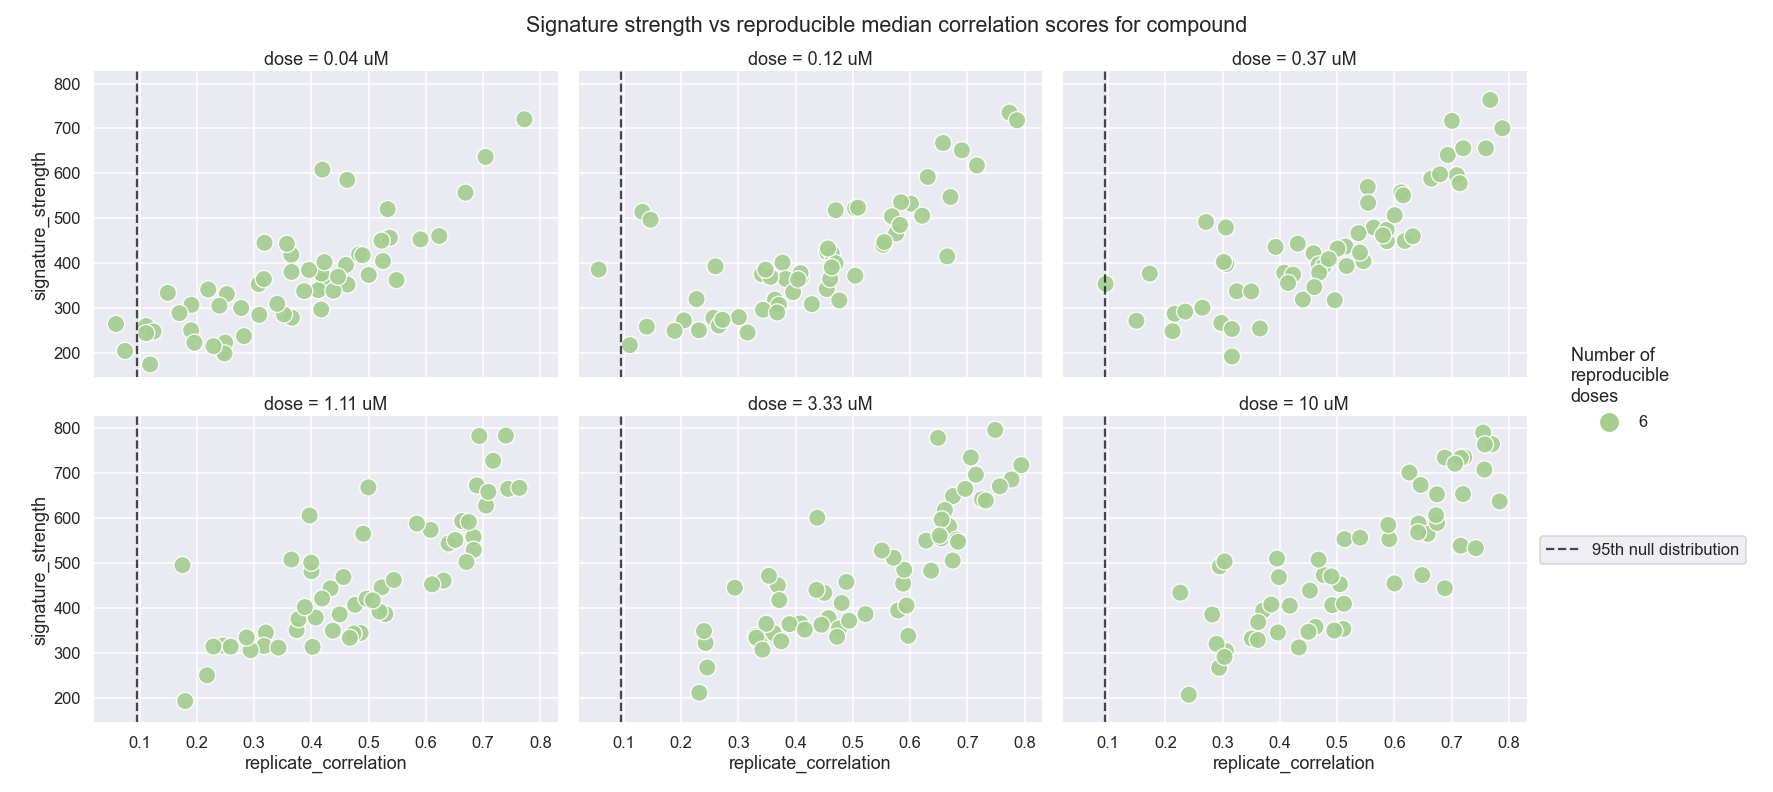 Signature strength vs reproducible median correlation scores for compound
dose = 0.04 uM
dose = 0.12 uM
dose = 0.37 uM
800
700
600
500
400
300
200
signature_strength
dose = 1.11 uM
dose = 3.33 uM
dose = 10 uM
800
700
600
500
400
300
200
signature_strength
0.1 0.2 0.3 0.4 0.5 0.6 0.7 0.8
0.1 0.2 0.3 0.4 0.5 0.6 0.7 0.8
0.1 0.2 0.3 0.4 0.5 0.6 0.7 0.8
replicate_correlation
replicate_correlation
replicate_correlation
Number of
reproducible
doses
6
95th null distribution